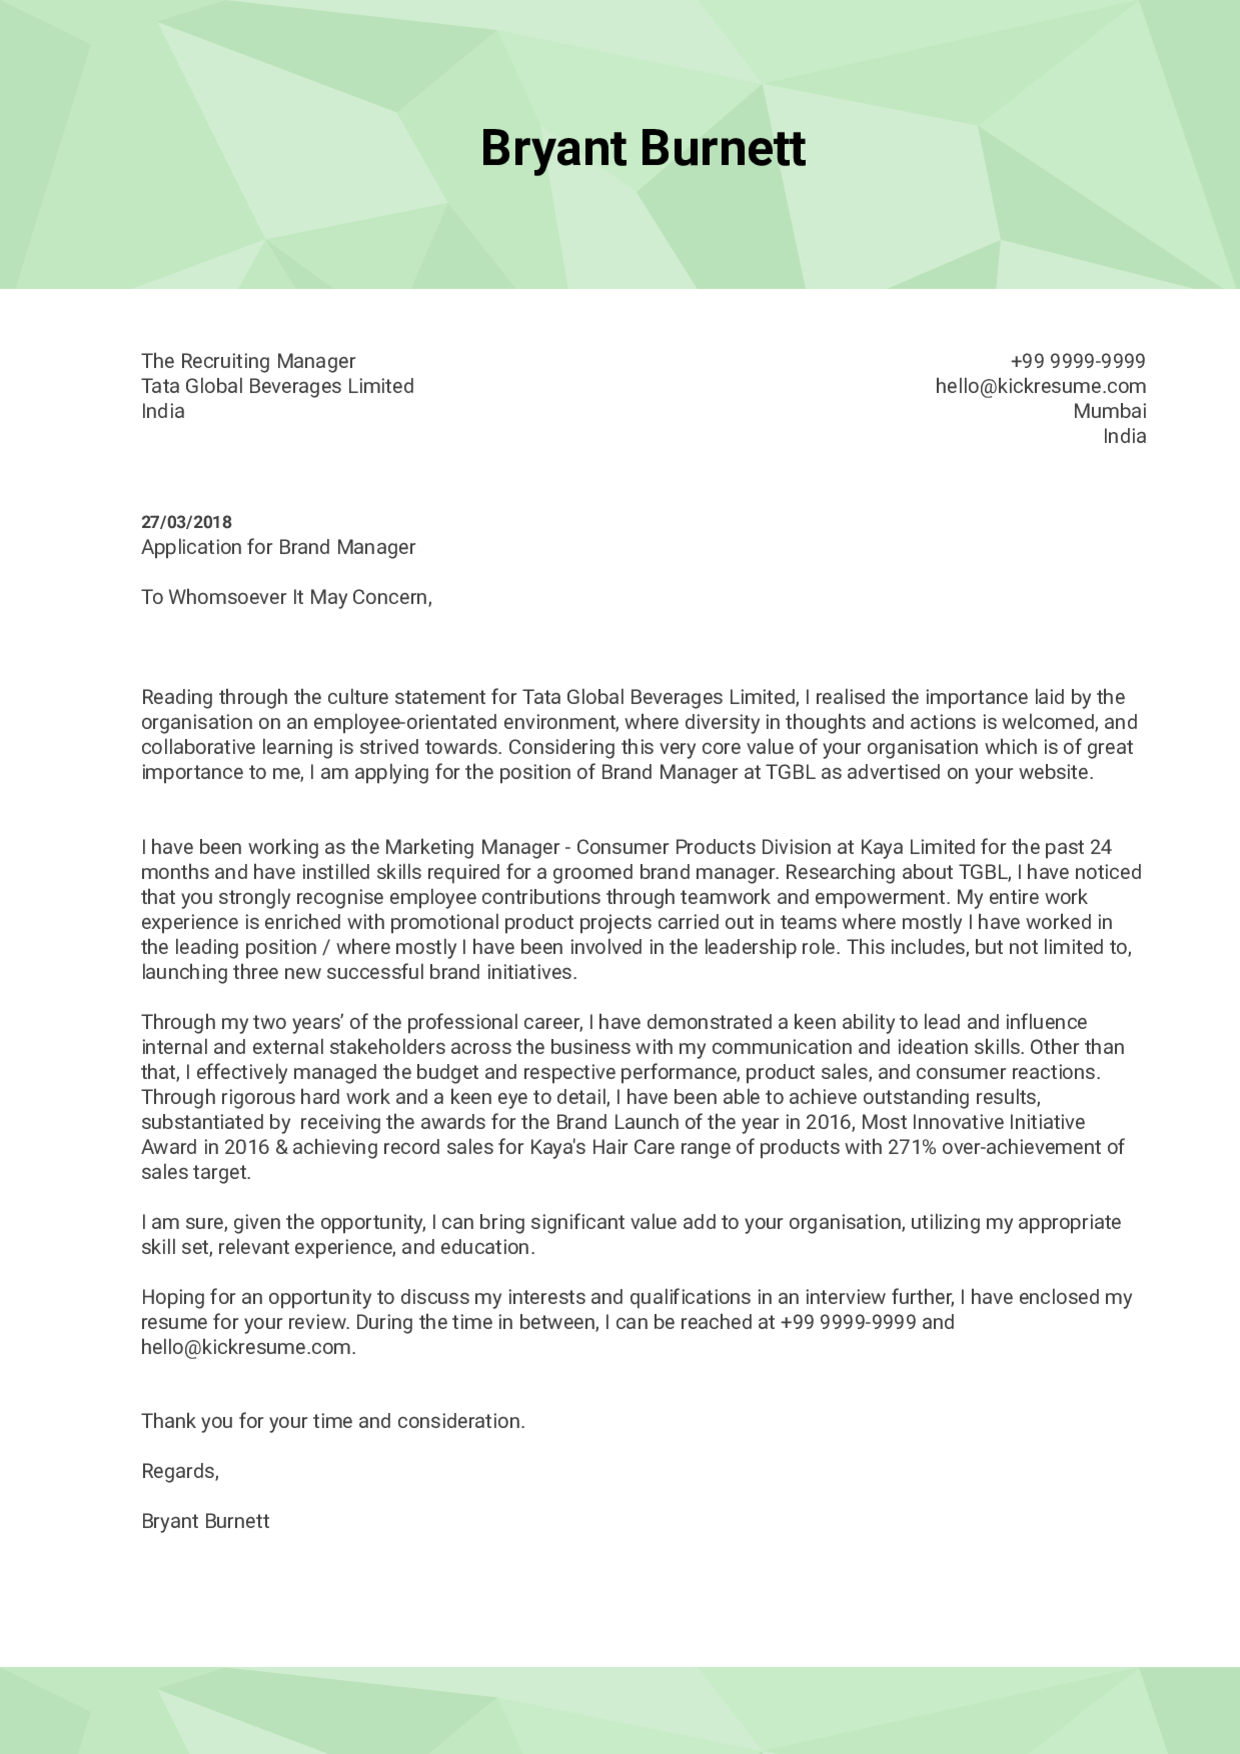 Bryant Burnett
The Recruiting Manager
Tata Global Beverages Limited
India
+99 9999-9999
hello@kickresume.com
Mumbai
India
27/03/2018
Application for Brand Manager
To Whomsoever It May Concern,
Reading through the culture statement for Tata Global Beverages Limited, I realised the importance laid by the
organisation on an employee-orientated environment, where diversity in thoughts and actions is welcomed, and
collaborative learning is strived towards. Considering this very core value of your organisation which is of great
importance to me, I am applying for the position of Brand Manager at TGBL as advertised on your website.
I have been working as the Marketing Manager - Consumer Products Division at Kaya Limited for the past 24
months and have instilled skills required for a groomed brand manager. Researching about TGBL, I have noticed
that you strongly recognise employee contributions through teamwork and empowerment. My entire work
experience is enriched with promotional product projects carried out in teams where mostly I have worked in
the leading position / where mostly I have been involved in the leadership role. This includes, but not limited to,
launching three new successful brand initiatives.
Through my two years’ of the professional career, I have demonstrated a keen ability to lead and influence
internal and external stakeholders across the business with my communication and ideation skills. Other than
that, I effectively managed the budget and respective performance, product sales, and consumer reactions.
Through rigorous hard work and a keen eye to detail, I have been able to achieve outstanding results,
substantiated by  receiving the awards for the Brand Launch of the year in 2016, Most Innovative Initiative
Award in 2016 & achieving record sales for Kaya's Hair Care range of products with 271% over-achievement of
sales target.
I am sure, given the opportunity, I can bring significant value add to your organisation, utilizing my appropriate
skill set, relevant experience, and education.
Hoping for an opportunity to discuss my interests and qualifications in an interview further, I have enclosed my
resume for your review. During the time in between, I can be reached at +99 9999-9999 and
hello@kickresume.com.
Thank you for your time and consideration.
Regards,
Bryant Burnett